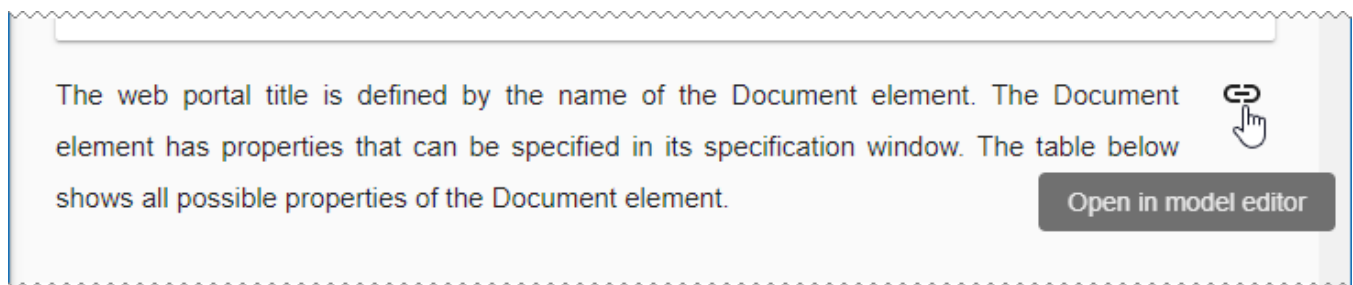 The web portal title is defined by the name of the Document element. The Document
element has properties that can be specified in its specification window. The table below
shows all possible properties of the Document element.
Open in model editor